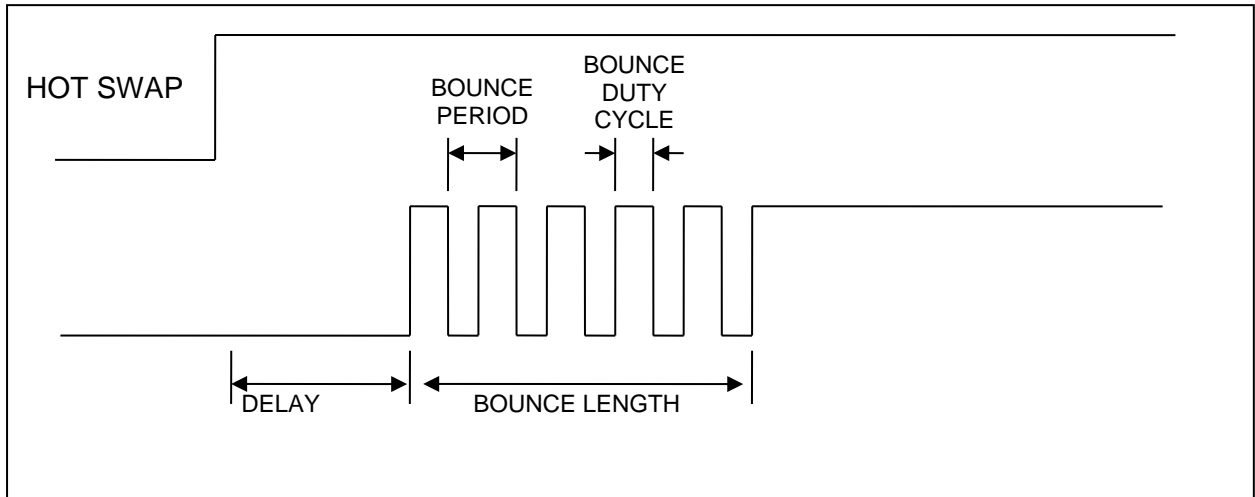 HOT SWAP
BOUNCE
PERIOD
BOUNCE
DUTY
CYCLE
DELAY
BOUNCE LENGTH